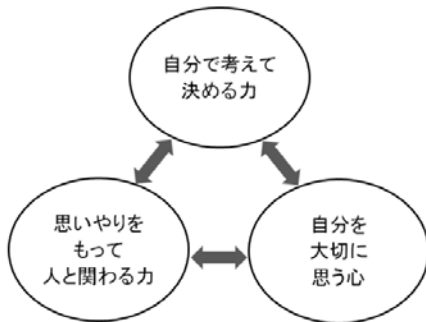 自分で考えて
決める力
思いやりを
もって
人と関わる力
自分を
大切に
思う心